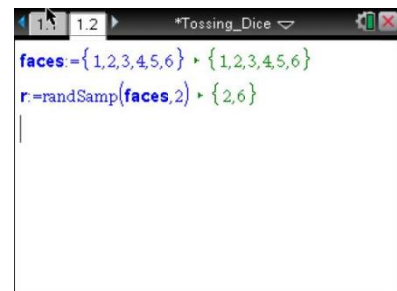 1.1 1.2 *Tossing_Dice
faces:={1,2,3,4,5,6} ▸ {1,2,3,4,5,6}
r:=randSamp(faces,2) ▸ {2,6}